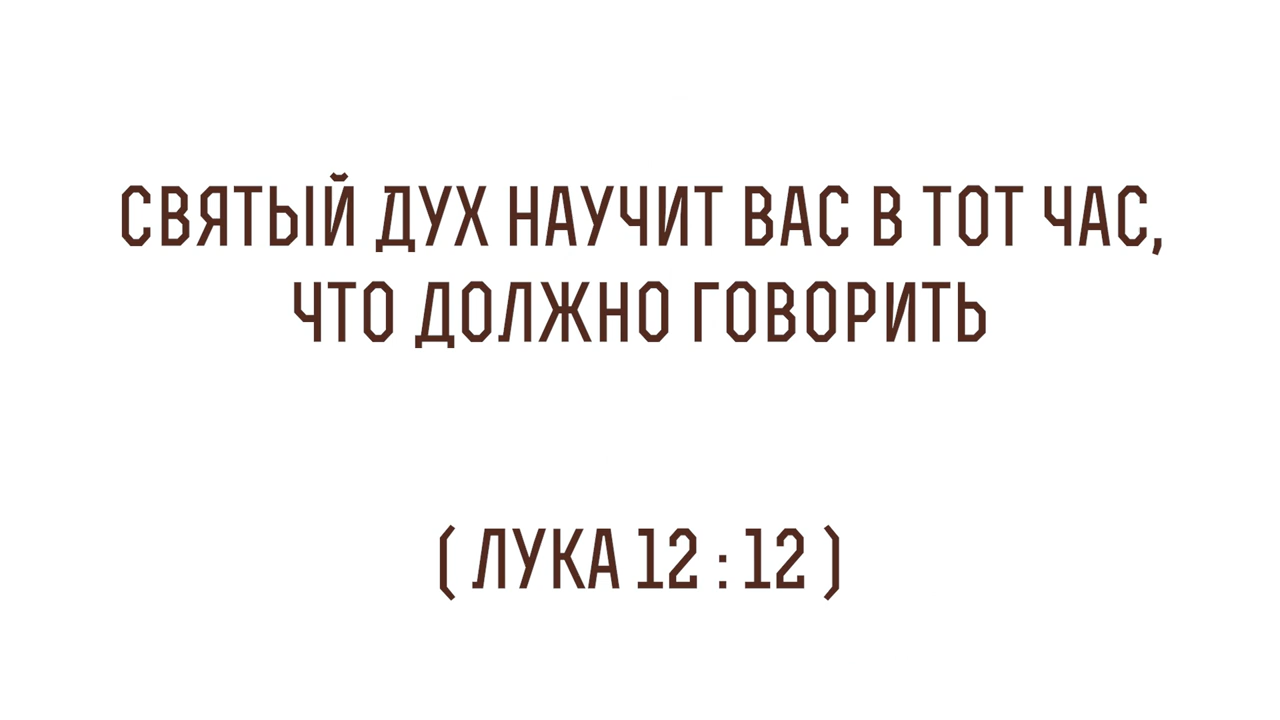 СВЯТЫЙ ДУХ НАУЧИТ ВАС В ТОТ ЧАС,
ЧТО ДОЛЖНО ГОВОРИТЬ
( ЛУКА 12 : 12 )